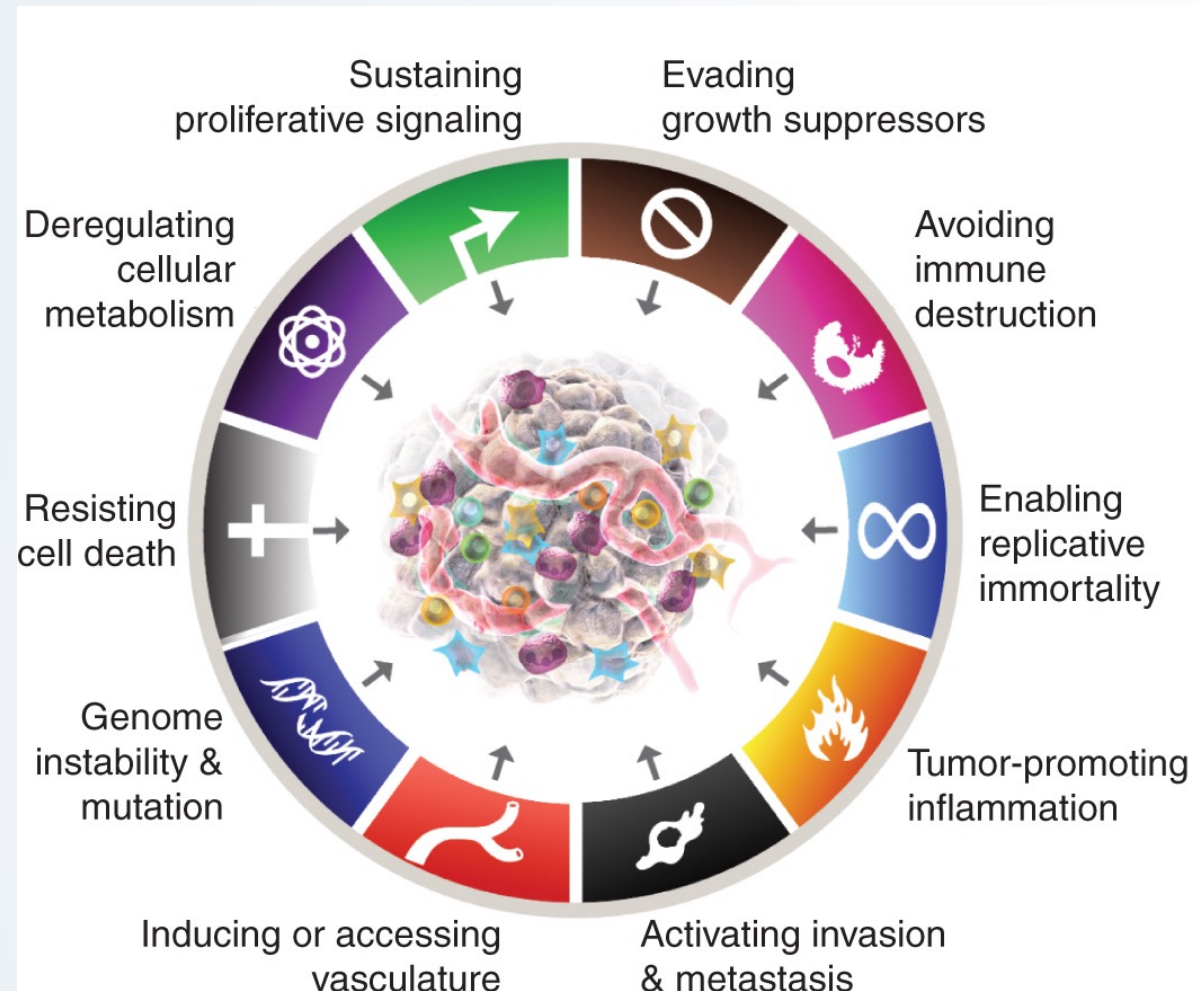 Sustaining
proliferative signaling
Evading
growth suppressors
Deregulating
cellular
metabolism
Avoiding
immune
destruction
Resisting
cell death
Enabling
replicative
immortality
Genome
instability &
mutation
Tumor-promoting
inflammation
Inducing or accessing
vasculature
Activating invasion
& metastasis